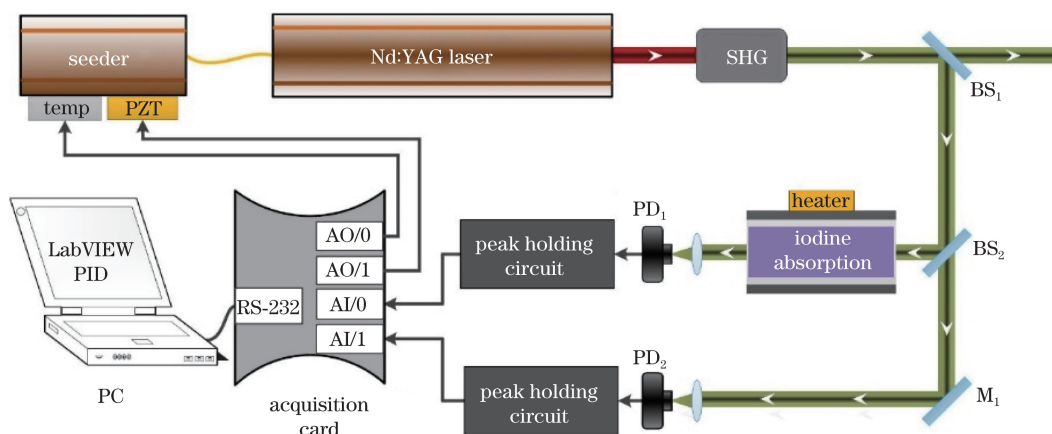 seeder
Nd:YAG laser
SHG
temp
PZT
BS₁
LabVIEW
PID
PC
RS-232
AO/0
AO/1
AI/0
AI/1
acquisition
card
peak holding
circuit
PD₁
heater
iodine
absorption
BS₂
peak holding
circuit
PD₂
M₁